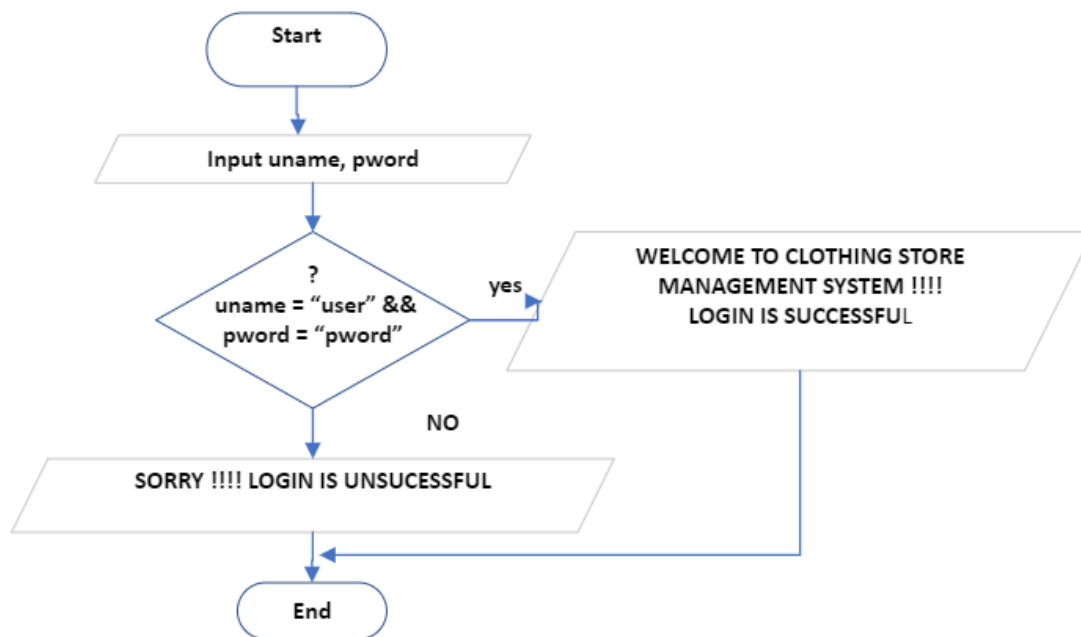 Start
Input uname, pword
?
uname = “user” &&
pword = “pword”
yes
WELCOME TO CLOTHING STORE
MANAGEMENT SYSTEM !!!!
LOGIN IS SUCCESSFUL
NO
SORRY !!!! LOGIN IS UNSUCESSFUL
End